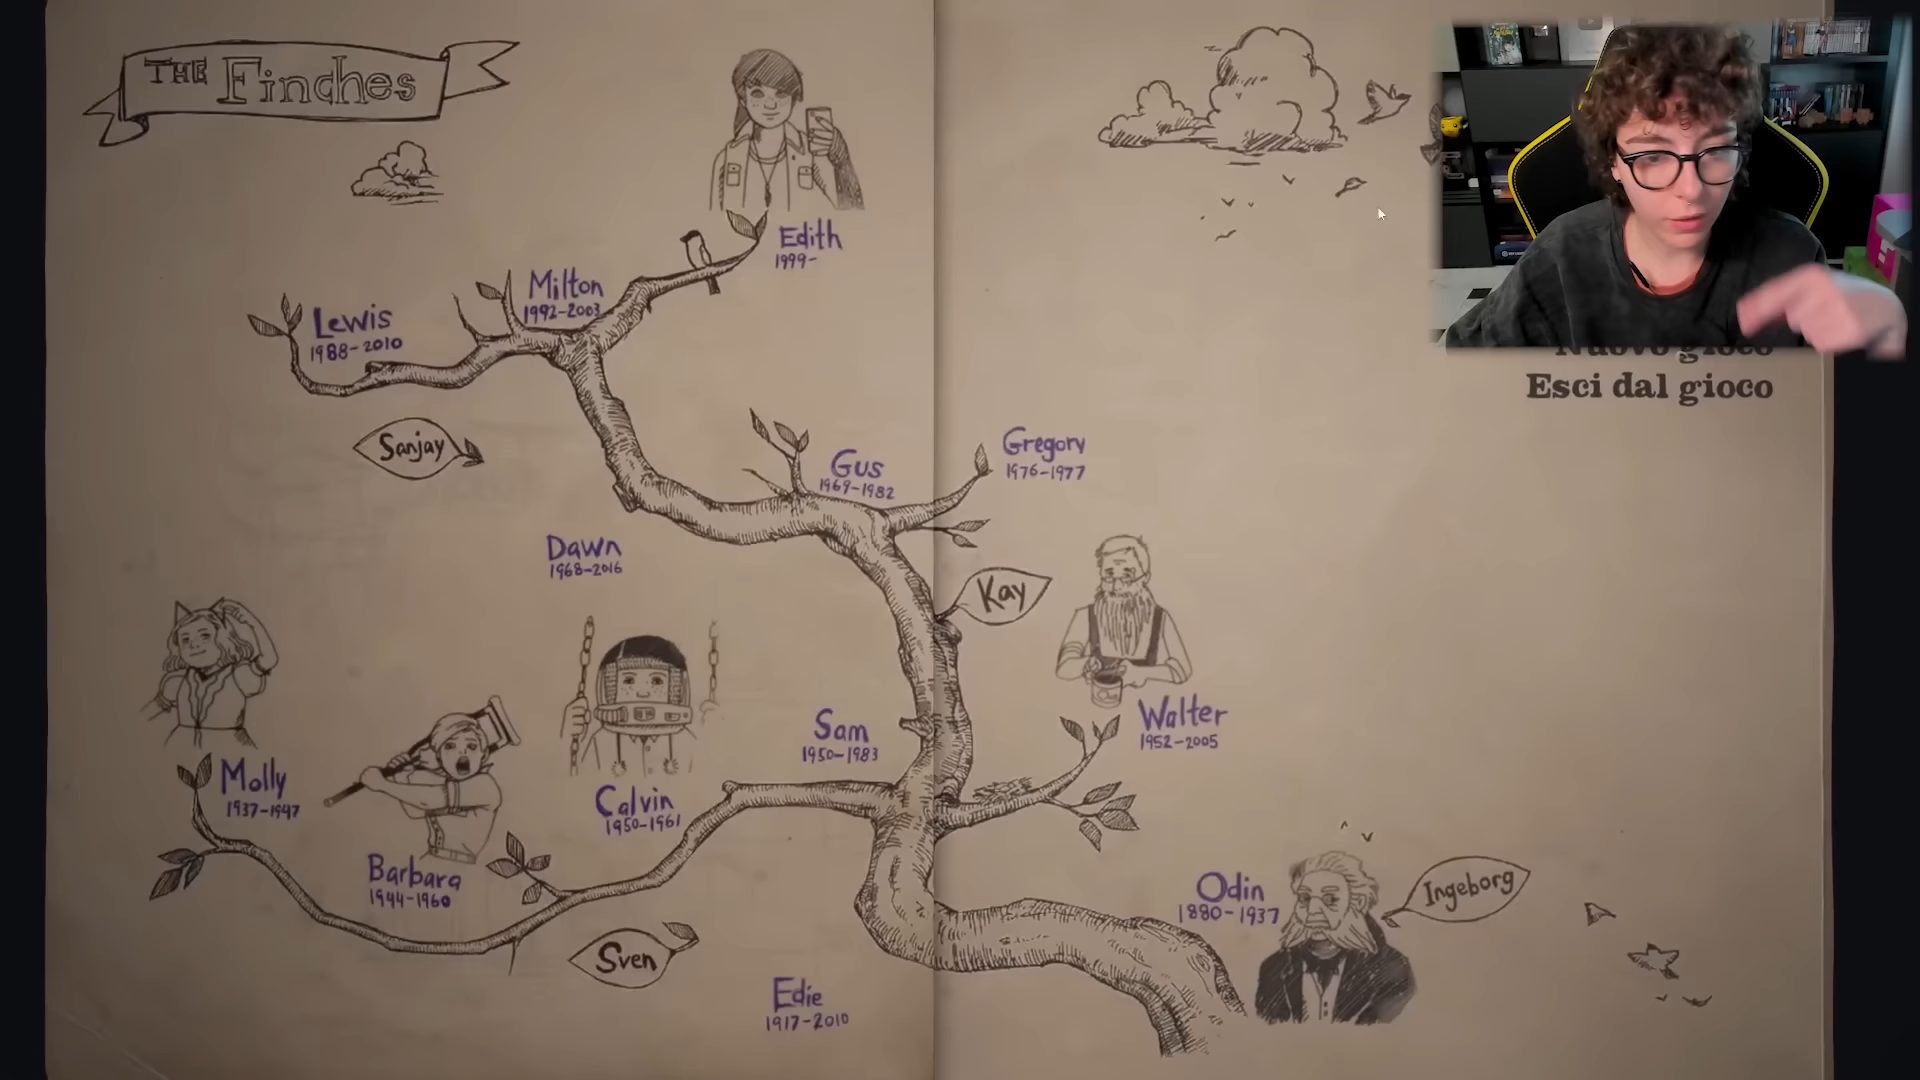 THE Finches
Edith
1999-
Milton
1992-2003
Lewis
1988-2010
Nuovo gioco
Esci dal gioco
Sanjay
Gus
1969-1982
Gregory
1976-1977
Dawn
1968-2016
Kay
Sam
1950-1983
Walter
1952-2005
Molly
1937-1947
Calvin
1950-1961
Barbara
1944-1960
Odin
1880-1937
Ingeborg
Sven
Edie
1917-2010